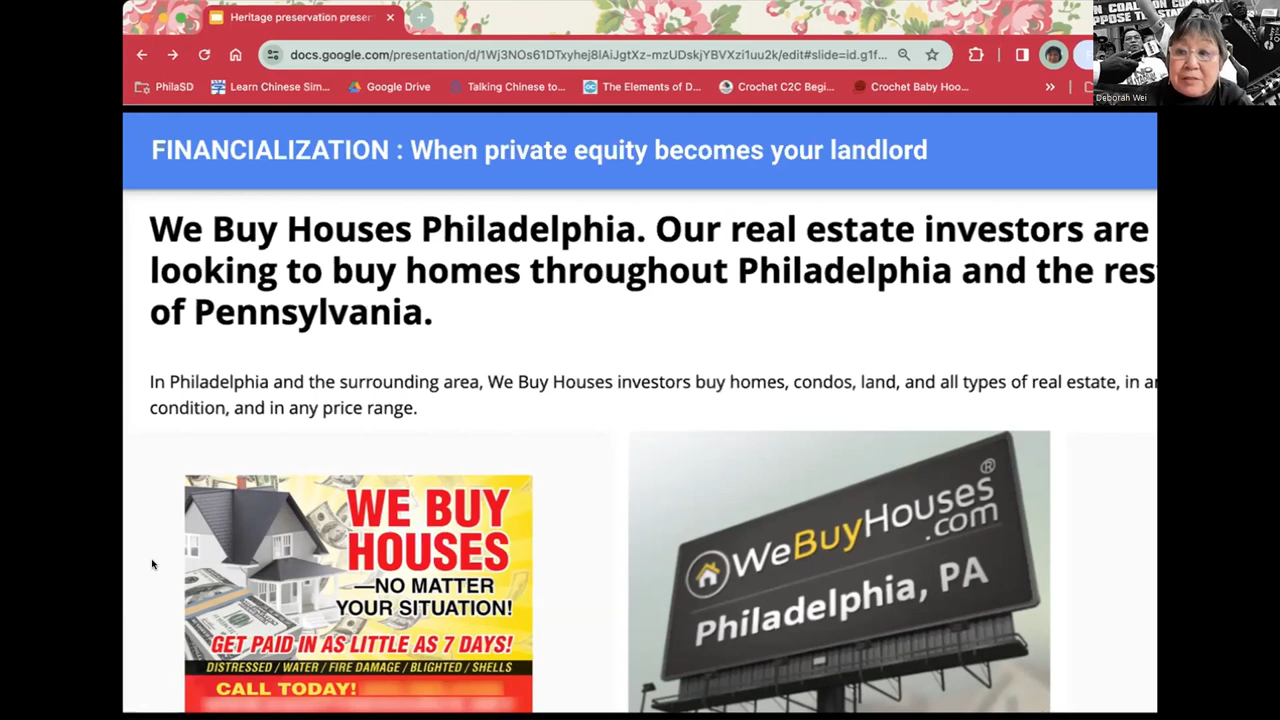 Heritage preservation preser
docs.google.com/presentation/d/1Wj3NOs61DTxyhej8IAiJgtXz-mzUDskjYBVXzi1uu2k/edit#slide=id.g1f...
PhilaSD
Learn Chinese Sim...
Google Drive
Talking Chinese to...
The Elements of D...
Crochet C2C Begi...
Crochet Baby Hoo...
»
IN COAL
Deborah Wei
FINANCIALIZATION : When private equity becomes your landlord
We Buy Houses Philadelphia. Our real estate investors are
looking to buy homes throughout Philadelphia and the res
of Pennsylvania.
In Philadelphia and the surrounding area, We Buy Houses investors buy homes, condos, land, and all types of real estate, in an
condition, and in any price range.
WE BUY
HOUSES
—NO MATTER
YOUR SITUATION!
GET PAID IN AS LITTLE AS 7 DAYS!
DISTRESSED / WATER / FIRE DAMAGE / BLIGHTED / SHELLS
CALL TODAY!
WeBuyHouses®
.com
Philadelphia, PA